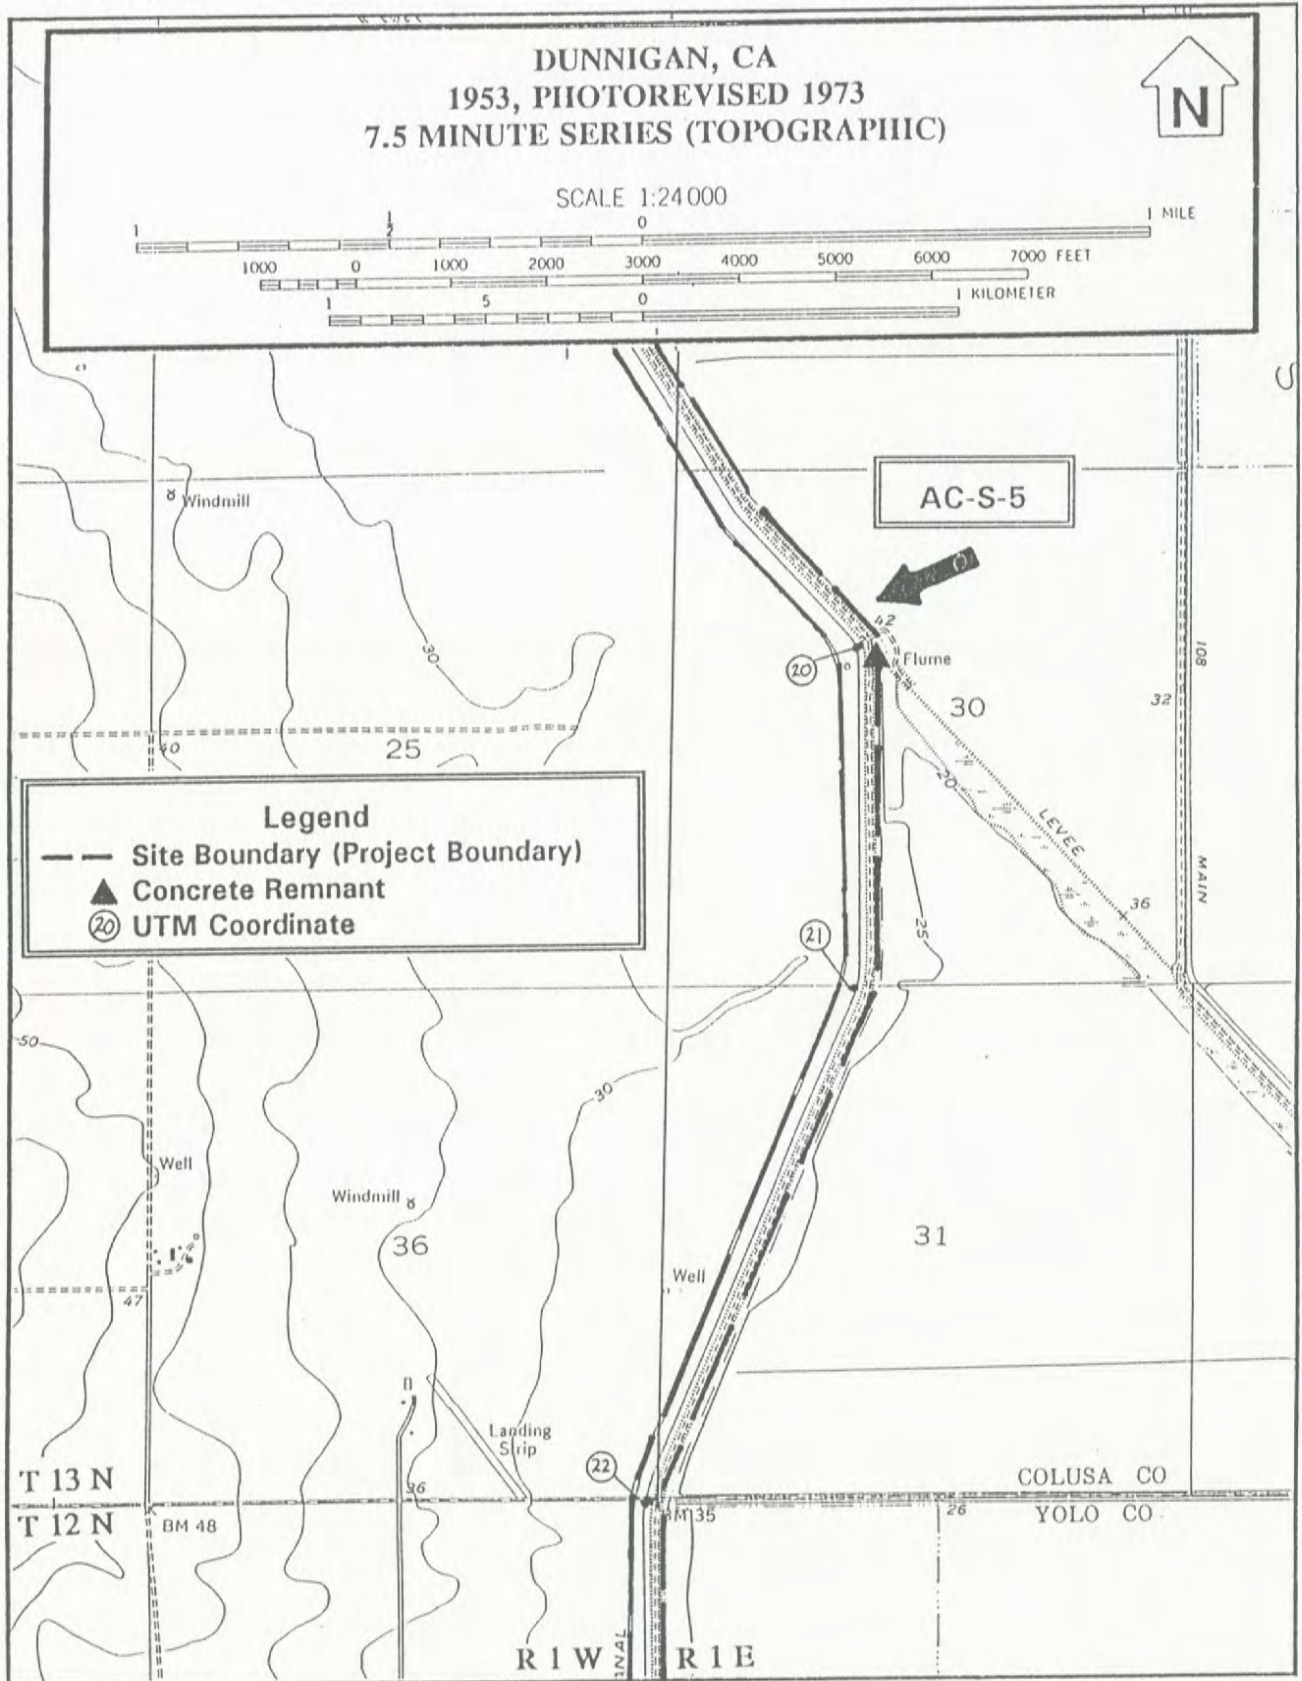 DUNNIGAN, CA
1953, PHOTOREVISED 1973
7.5 MINUTE SERIES (TOPOGRAPHIC)
N
SCALE 1:24000
1 1/2 0 1 MILE
1000 0 1000 2000 3000 4000 5000 6000 7000 FEET
1 5 0 1 KILOMETER
Windmill
AC-S-5
42
20
Flume
30
108
30
32
40
25
20
LEVEE
Legend
Site Boundary (Project Boundary)
Concrete Remnant
20 UTM Coordinate
MAIN
36
25
21
50
30
Well
Windmill
36
31
Well
47
Landing
Strip
22
36
COLUSA CO
T 13 N
T 12 N
BM 48
BM 35
26
YOLO CO
R 1 W
R 1 E